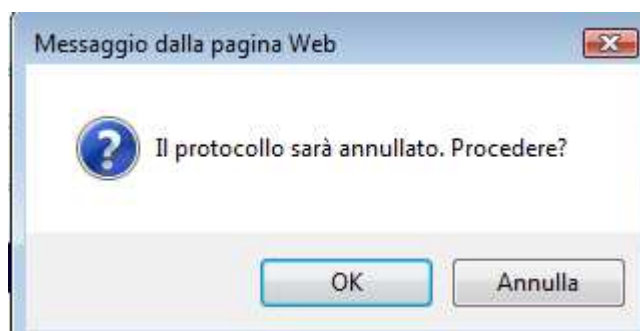 Messaggio dalla pagina Web
Il protocollo sarà annullato. Procedere?
OK
Annulla